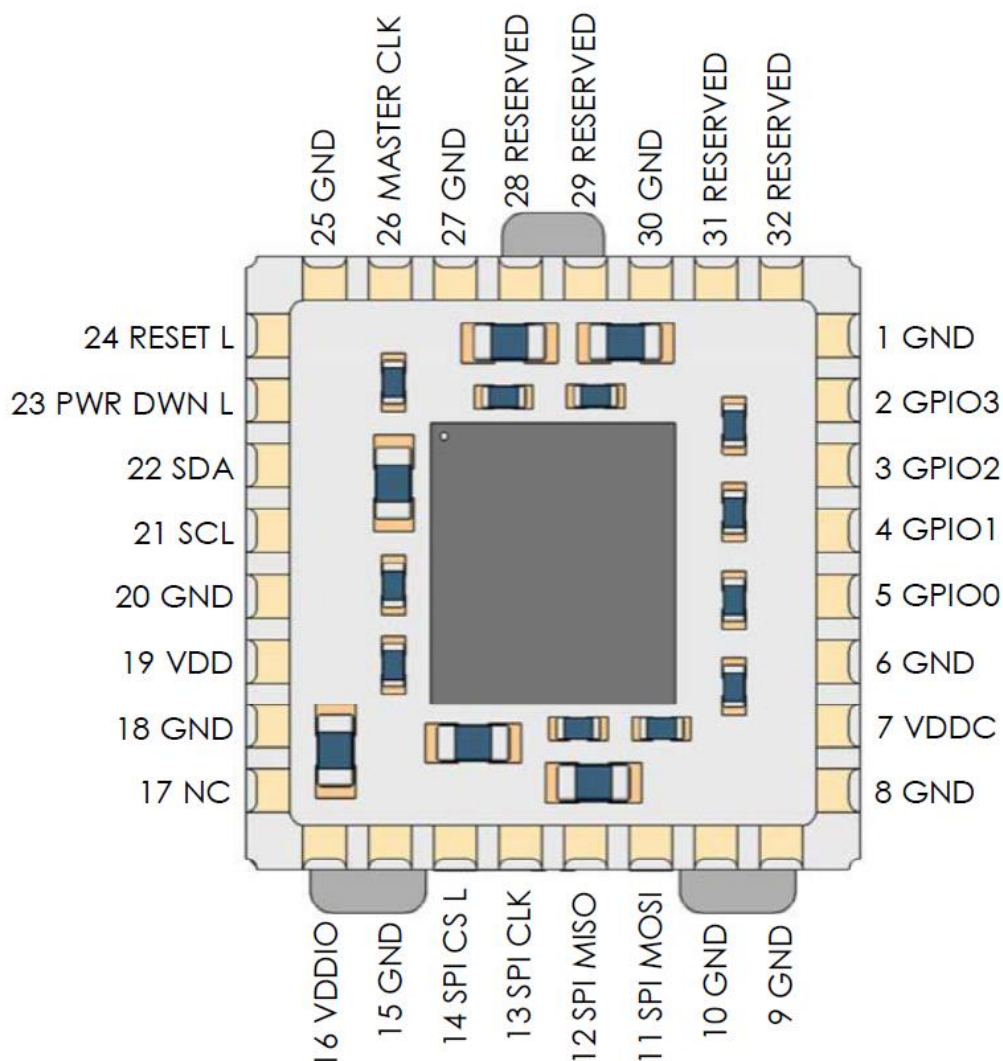 25 GND
26 MASTER CLK
27 GND
28 RESERVED
29 RESERVED
30 GND
31 RESERVED
32 RESERVED
24 RESET L
23 PWR DWN L
22 SDA
21 SCL
20 GND
19 VDD
18 GND
17 NC
1 GND
2 GPIO3
3 GPIO2
4 GPIO1
5 GPIO0
6 GND
7 VDDC
8 GND
16 VDDIO
15 GND
14 SPI CS L
13 SPI CLK
12 SPI MISO
11 SPI MOSI
10 GND
9 GND